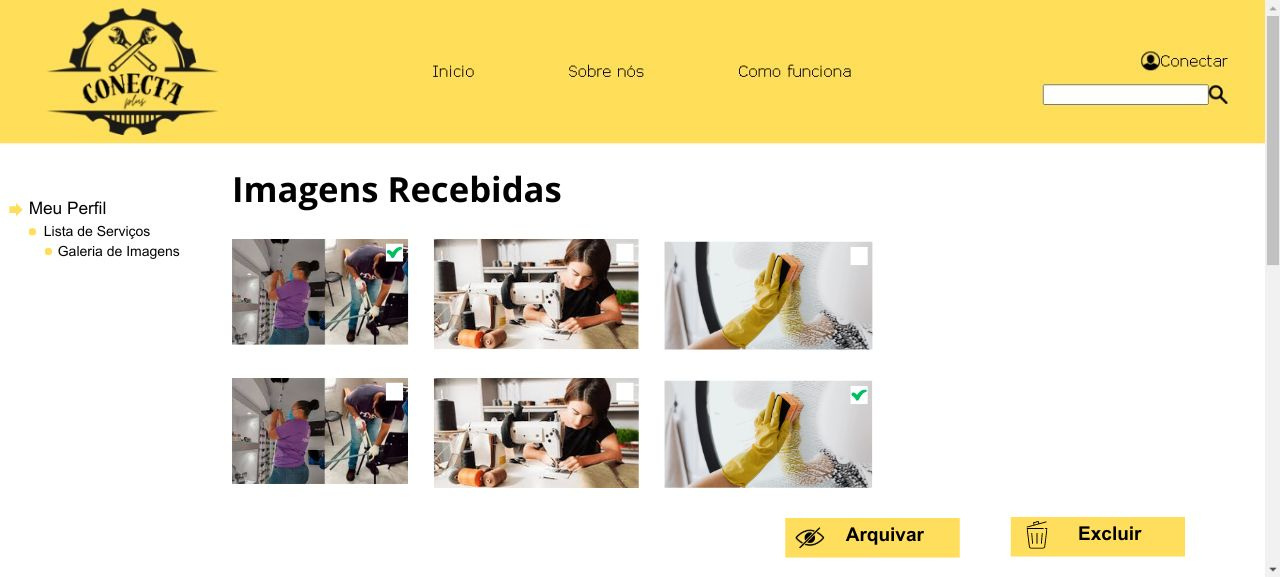 CONECTA
plus
Inicio
Sobre nós
Como funciona
Conectar
Imagens Recebidas
Meu Perfil
Lista de Serviços
Galeria de Imagens
Arquivar
Excluir